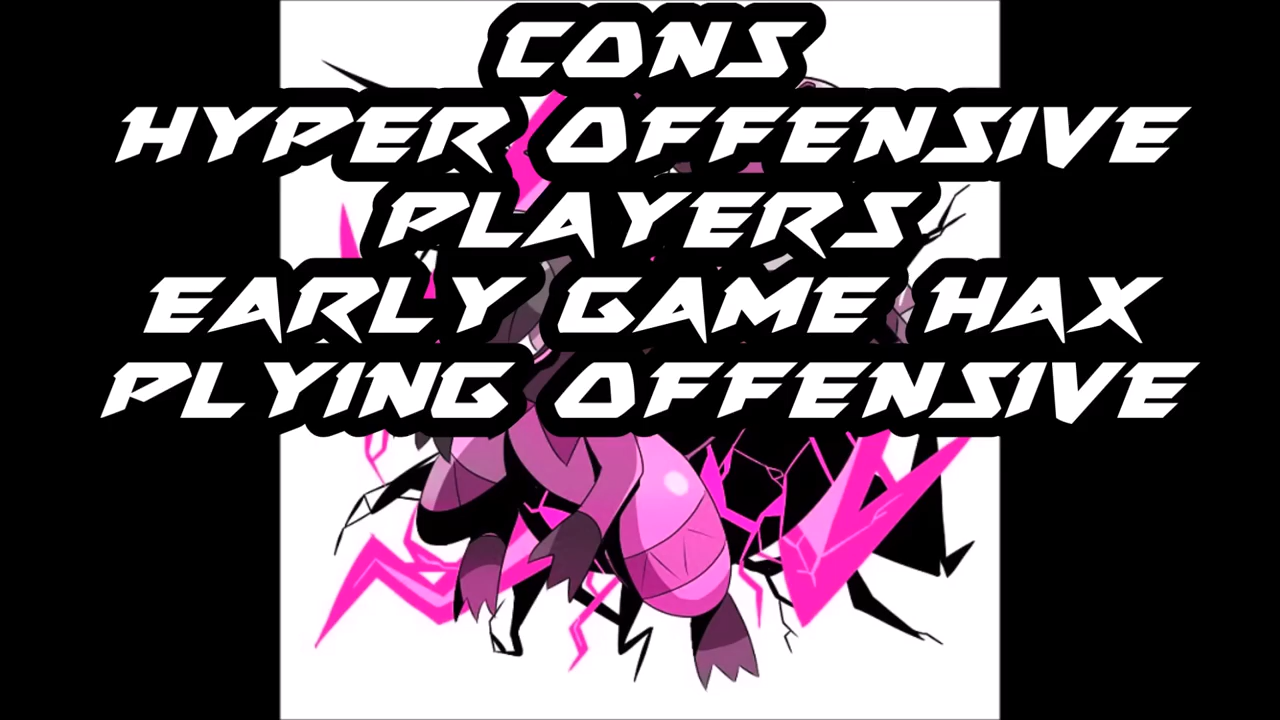 CONS
HYPER OFFENSIVE
PLAYERS
EARLY GAME HAX
PLYING OFFENSIVE